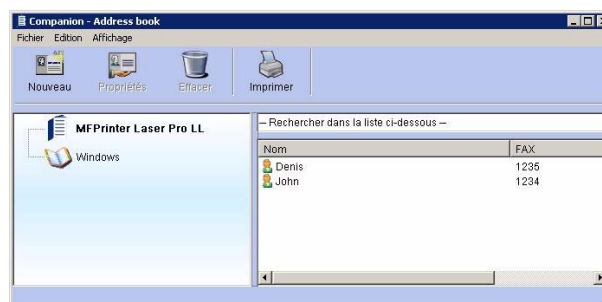 Companion - Address book
Fichier Edition Affichage
Nouveau Propriétés Effacer Imprimer
MFPrinter Laser Pro LL
Windows
-- Rechercher dans la liste ci-dessous --
Nom FAX
Denis 1235
John 1234